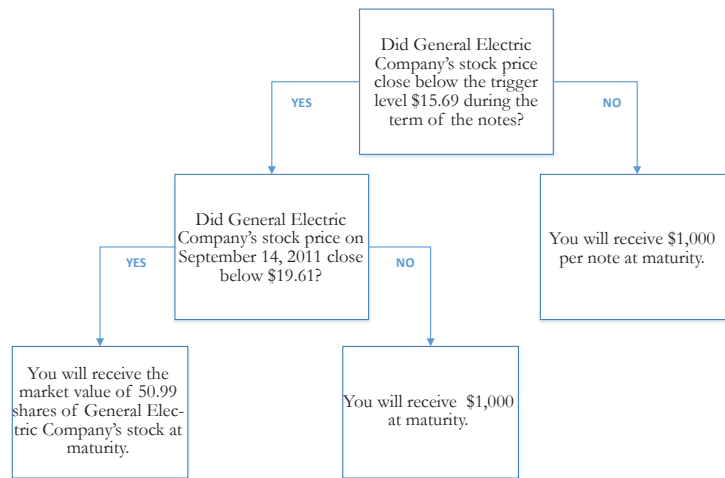 Did General Electric
Company's stock price
close below the trigger
level $15.69 during the
term of the notes?
YES
NO
Did General Electric
Company's stock price on
September 14, 2011 close
below $19.61?
You will receive $1,000
per note at maturity.
YES
NO
You will receive the
market value of 50.99
shares of General Elec-
tric Company's stock at
maturity.
You will receive $1,000
at maturity.